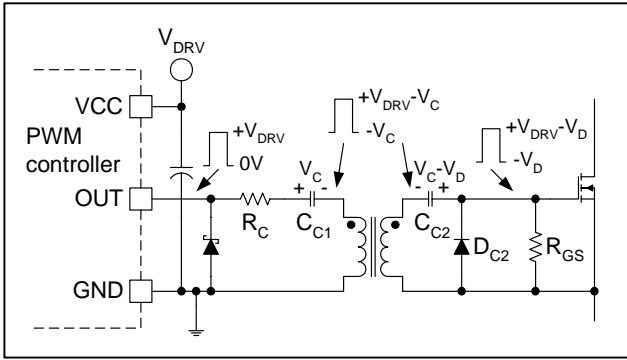 V_DRV
VCC
PWM
controller
+V_DRV
0V
OUT
GND
R_C
V_C
+ -
C_C1
+V_DRV-V_C
-V_C
V_C-V_D
- +
C_C2
+V_DRV-V_D
-V_D
D_C2
R_GS